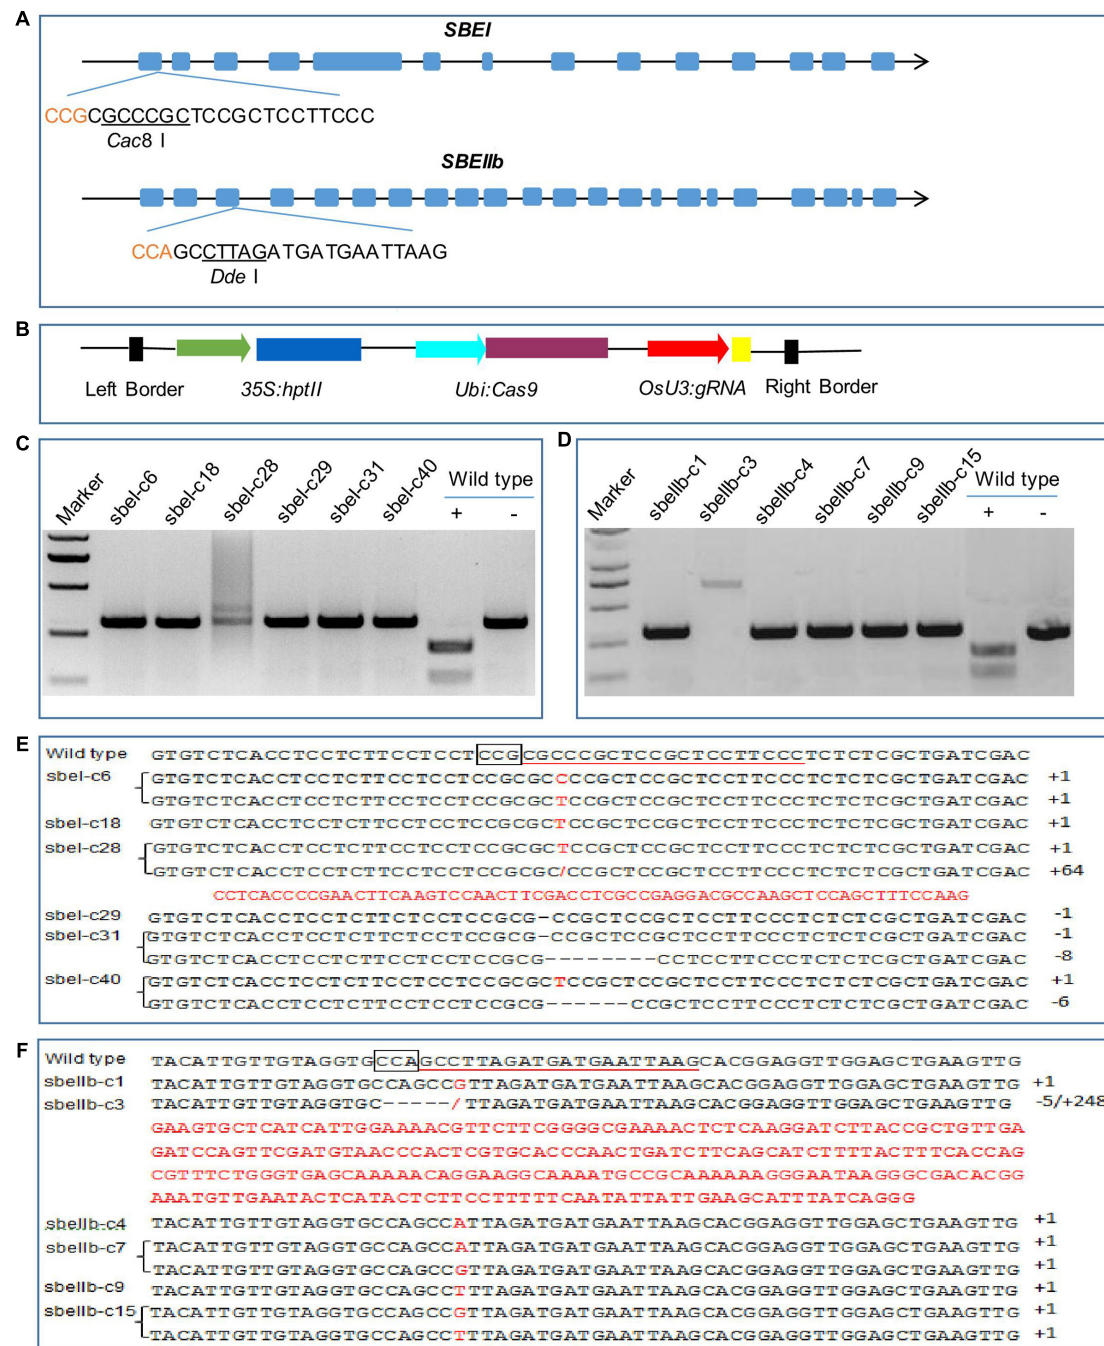 A
SBEI
CCGCGCCCGCTCCGCTCCTTCCC
Cac8 I
SBEIIb
CCAGCCTTAGATGATGAATTAAG
Dde I
B
Left Border
35S:hptII
Ubi:Cas9
OsU3:gRNA
Right Border
C
Marker
sbeI-c6
sbeI-c18
sbeI-c28
sbeI-c29
sbeI-c31
sbeI-c40
Wild type
+ -
D
Marker
sbeIIb-c1
sbeIIb-c3
sbeIIb-c4
sbeIIb-c7
sbeIIb-c9
sbeIIb-c15
Wild type
+ -
E
Wild type GTGTCTCACCTCCTCTTCCTCCTCCGCGCCCGCTCCGCTCCTTCCCTCTCTCGCTGATCGAC
sbeI-c6 GTGTCTCACCTCCTCTTCCTCCTCCGCGCCCCGCTCCGCTCCTTCCCTCTCTCGCTGATCGAC +1
GTGTCTCACCTCCTCTTCCTCCTCCGCGCTCCGCTCCGCTCCTTCCCTCTCTCGCTGATCGAC +1
sbeI-c18 GTGTCTCACCTCCTCTTCCTCCTCCGCGCTCCGCTCCGCTCCTTCCCTCTCTCGCTGATCGAC +1
sbeI-c28 GTGTCTCACCTCCTCTTCCTCCTCCGCGCTCCGCTCCGCTCCTTCCCTCTCTCGCTGATCGAC +1
GTGTCTCACCTCCTCTTCCTCCTCCGCGC/CCGCTCCGCTCCTTCCCTCTCTCGCTGATCGAC +64
CCTCACCCCGAACTTCAAGTCCAACTTCGACCTCGCCGAGGACGCCAAGCTCCAGCTTTCCAAG
sbeI-c29 GTGTCTCACCTCCTCTTCTCCTCCGCG-CCGCTCCGCTCCTTCCCTCTCTCGCTGATCGAC -1
sbeI-c31 GTGTCTCACCTCCTCTTCTCCTCCGCG-CCGCTCCGCTCCTTCCCTCTCTCGCTGATCGAC -1
GTGTCTCACCTCCTCTTCCTCCTCCGCG--------CCTCCTTCCCTCTCTCGCTGATCGAC -8
sbeI-c40 GTGTCTCACCTCCTCTTCCTCCTCCGCGCTCCGCTCCGCTCCTTCCCTCTCTCGCTGATCGAC +1
GTGTCTCACCTCCTCTTCCTCCTCCGCG------CCGCTCCTTCCCTCTCTCGCTGATCGAC -6
F
Wild type TACATTGTTGTAGGTGCCAGCCTTAGATGATGAATTAAGCACGGAGGTTGGAGCTGAAGTTG
sbeIIb-c1 TACATTGTTGTAGGTGCCAGCCGTTAGATGATGAATTAAGCACGGAGGTTGGAGCTGAAGTTG +1
sbeIIb-c3 TACATTGTTGTAGGTGC-----/TTAGATGATGAATTAAGCACGGAGGTTGGAGCTGAAGTTG -5/+248
GAAGTGCTCATCATTGGAAAACGTTCTTCGGGGCGAAAACTCTCAAGGATCTTACCGCTGTTGA
GATCCAGTTCGATGTAACCCACTCGTGCACCCAACTGATCTTCAGCATCTTTTACTTTCACCAG
CGTTTCTGGGTGAGCAAAAACAGGAAGGCAAAATGCCGCAAAAAAGGGAATAAGGGCGACACGG
AAATGTTGAATACTCATACTCTTCCTTTTTCAATATTATTGAAGCATTTATCAGGG
sbeIIb-c4 TACATTGTTGTAGGTGCCAGCCATTAGATGATGAATTAAGCACGGAGGTTGGAGCTGAAGTTG +1
sbeIIb-c7 TACATTGTTGTAGGTGCCAGCCATTAGATGATGAATTAAGCACGGAGGTTGGAGCTGAAGTTG +1
TACATTGTTGTAGGTGCCAGCCGTTAGATGATGAATTAAGCACGGAGGTTGGAGCTGAAGTTG +1
sbeIIb-c9 TACATTGTTGTAGGTGCCAGCCTTTAGATGATGAATTAAGCACGGAGGTTGGAGCTGAAGTTG +1
sbeIIb-c15 TACATTGTTGTAGGTGCCAGCCGTTAGATGATGAATTAAGCACGGAGGTTGGAGCTGAAGTTG +1
TACATTGTTGTAGGTGCCAGCCTTTAGATGATGAATTAAGCACGGAGGTTGGAGCTGAAGTTG +1